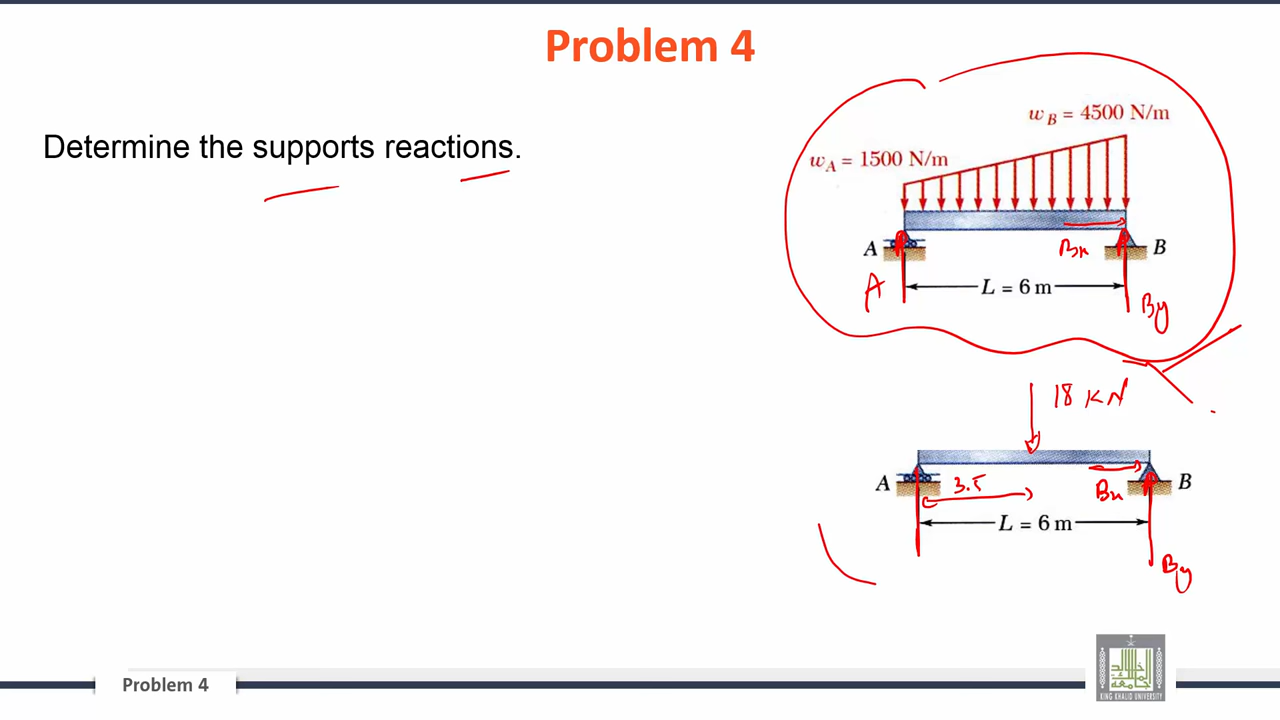 Problem 4
Determine the supports reactions.
w_B = 4500 N/m
w_A = 1500 N/m
A
Bx
B
A
L = 6 m
By
18 KN
A
3.5
Bx
B
L = 6 m
By
Problem 4
KING KHALID UNIVERSITY